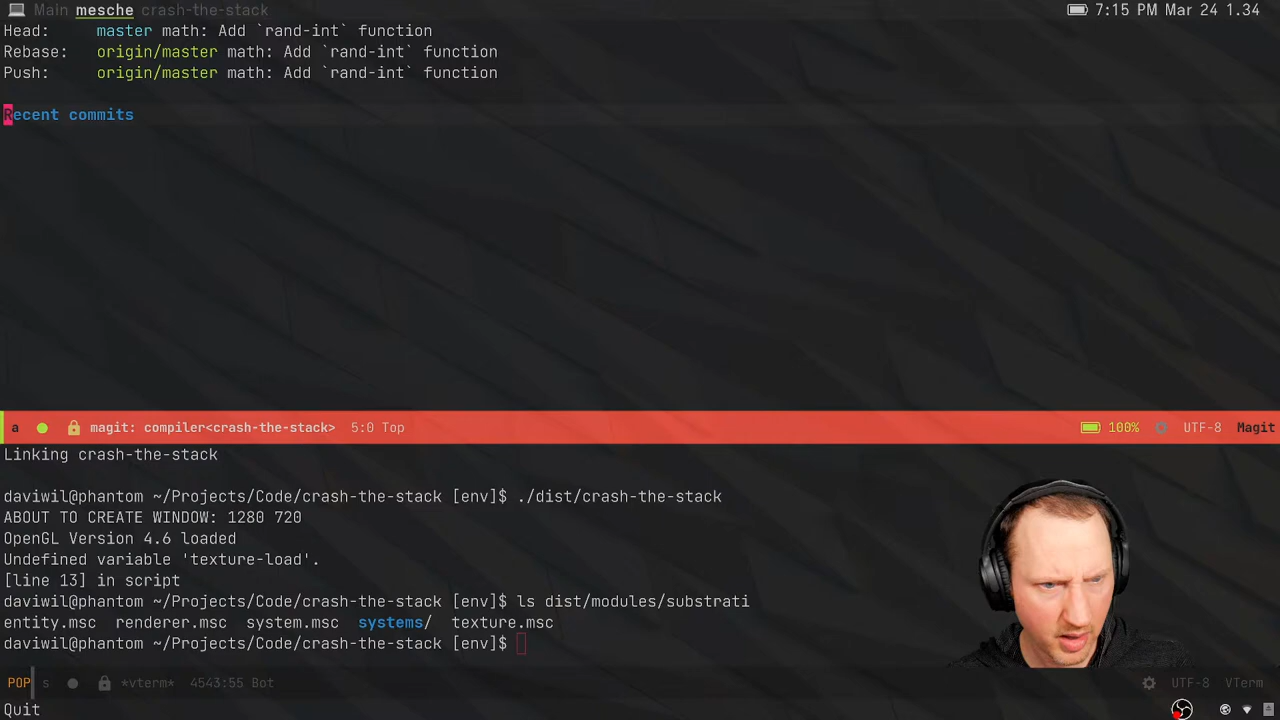 Main mesche crash-the-stack 7:15 PM Mar 24 1.34
Head: master math: Add `rand-int` function
Rebase: origin/master math: Add `rand-int` function
Push: origin/master math: Add `rand-int` function
Recent commits
a magit: compiler<crash-the-stack> 5:0 Top 100% UTF-8 Magit
Linking crash-the-stack
daviwil@phantom ~/Projects/Code/crash-the-stack [env]$ ./dist/crash-the-stack
ABOUT TO CREATE WINDOW: 1280 720
OpenGL Version 4.6 loaded
Undefined variable 'texture-load'.
[line 13] in script
daviwil@phantom ~/Projects/Code/crash-the-stack [env]$ ls dist/modules/substrati
entity.msc renderer.msc system.msc systems/ texture.msc
daviwil@phantom ~/Projects/Code/crash-the-stack [env]$
POP s *vterm* 4543:55 Bot UTF-8 VTerm
Quit